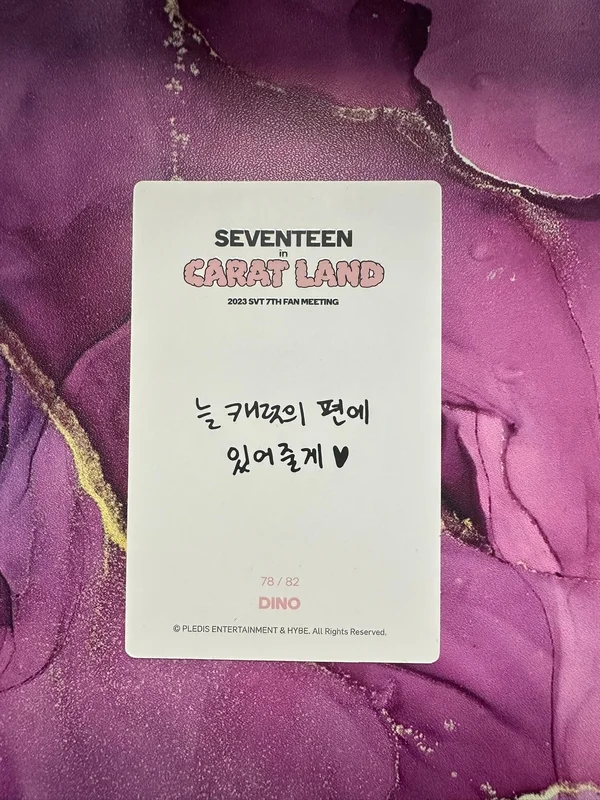 SEVENTEEN
in
CARAT LAND
2023 SVT 7TH FAN MEETING
늘 캐럿의 편에
있어줄게 ♥
78 / 82
DINO
© PLEDIS ENTERTAINMENT & HYBE. All Rights Reserved.